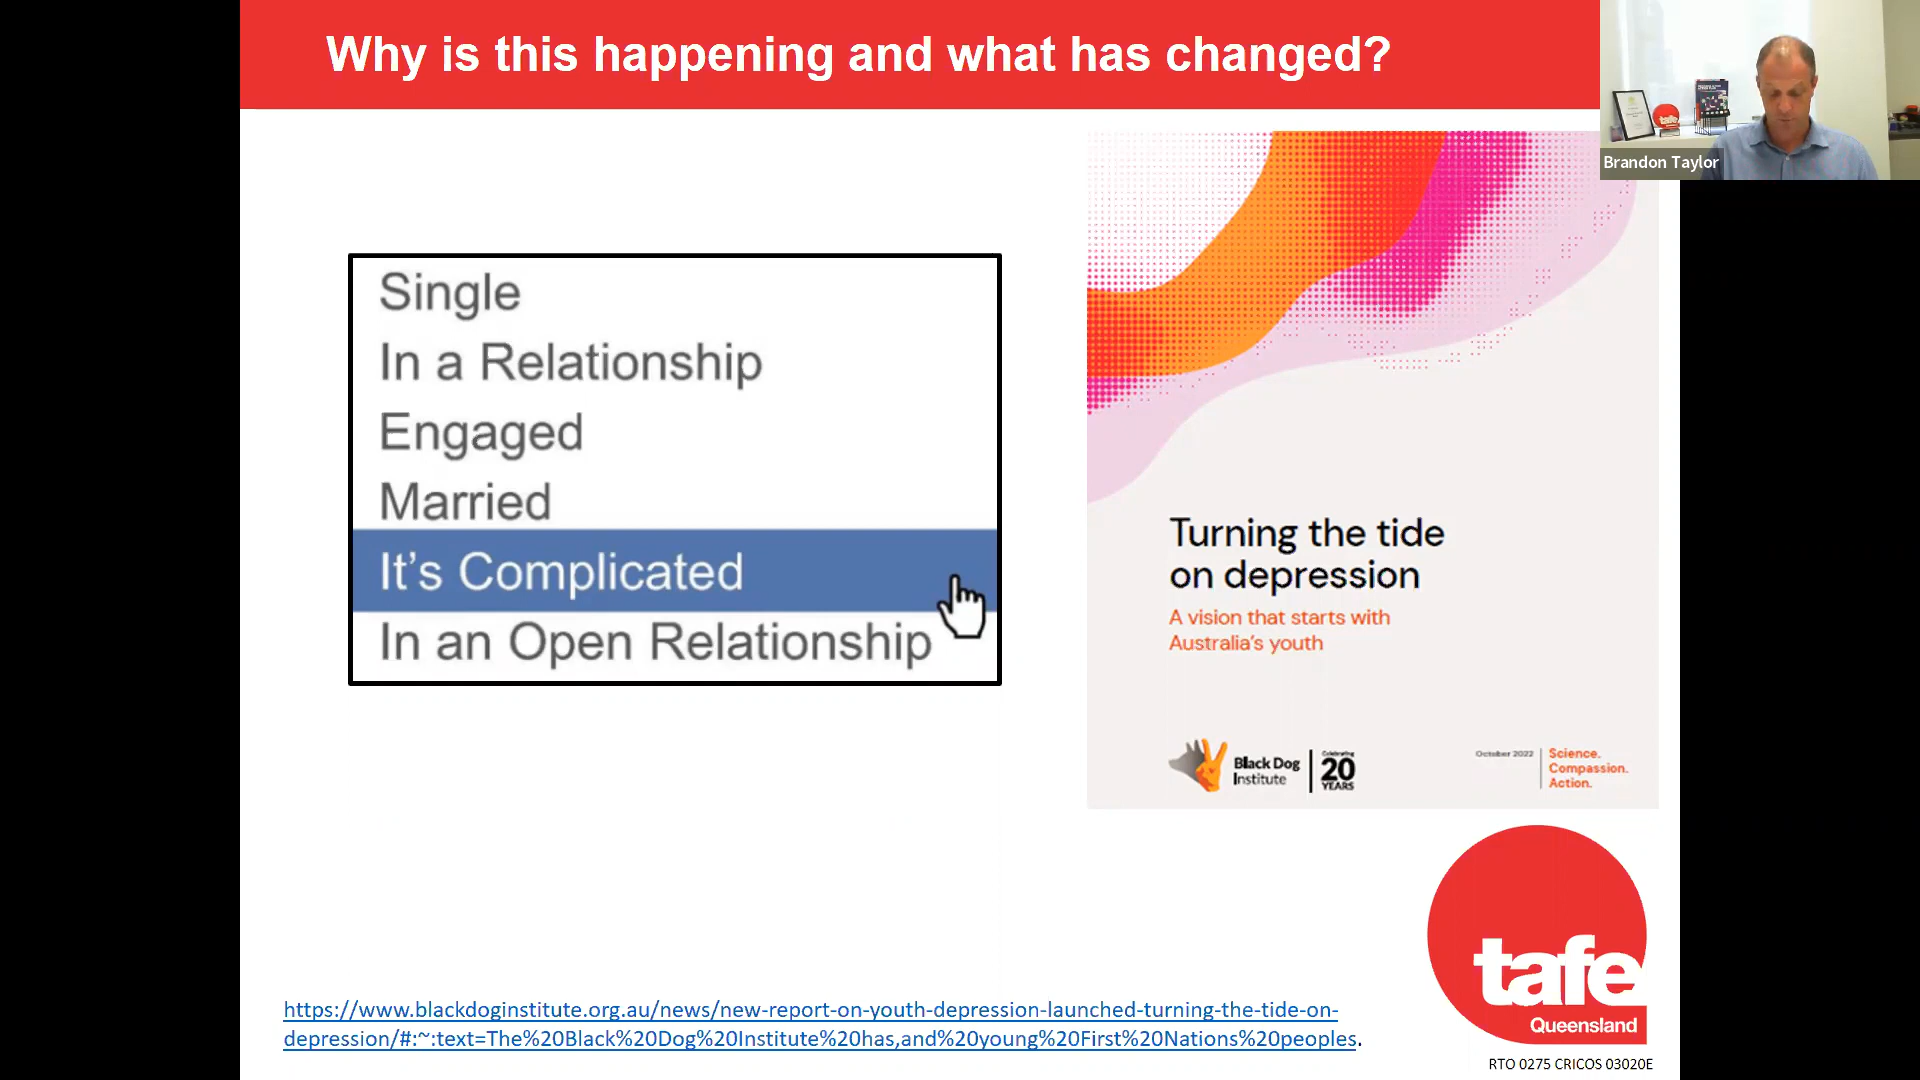 Why is this happening and what has changed?
Brandon Taylor
tafe
Single
In a Relationship
Engaged
Married
It's Complicated
In an Open Relationship
Turning the tide
on depression
A vision that starts with
Australia's youth
Black Dog
Institute
Celebrating
20
YEARS
October 2022
Science.
Compassion.
Action.
https://www.blackdoginstitute.org.au/news/new-report-on-youth-depression-launched-turning-the-tide-on-
depression/#:~:text=The%20Black%20Dog%20Institute%20has,and%20young%20First%20Nations%20peoples.
tafe
Queensland
RTO 0275 CRICOS 03020E